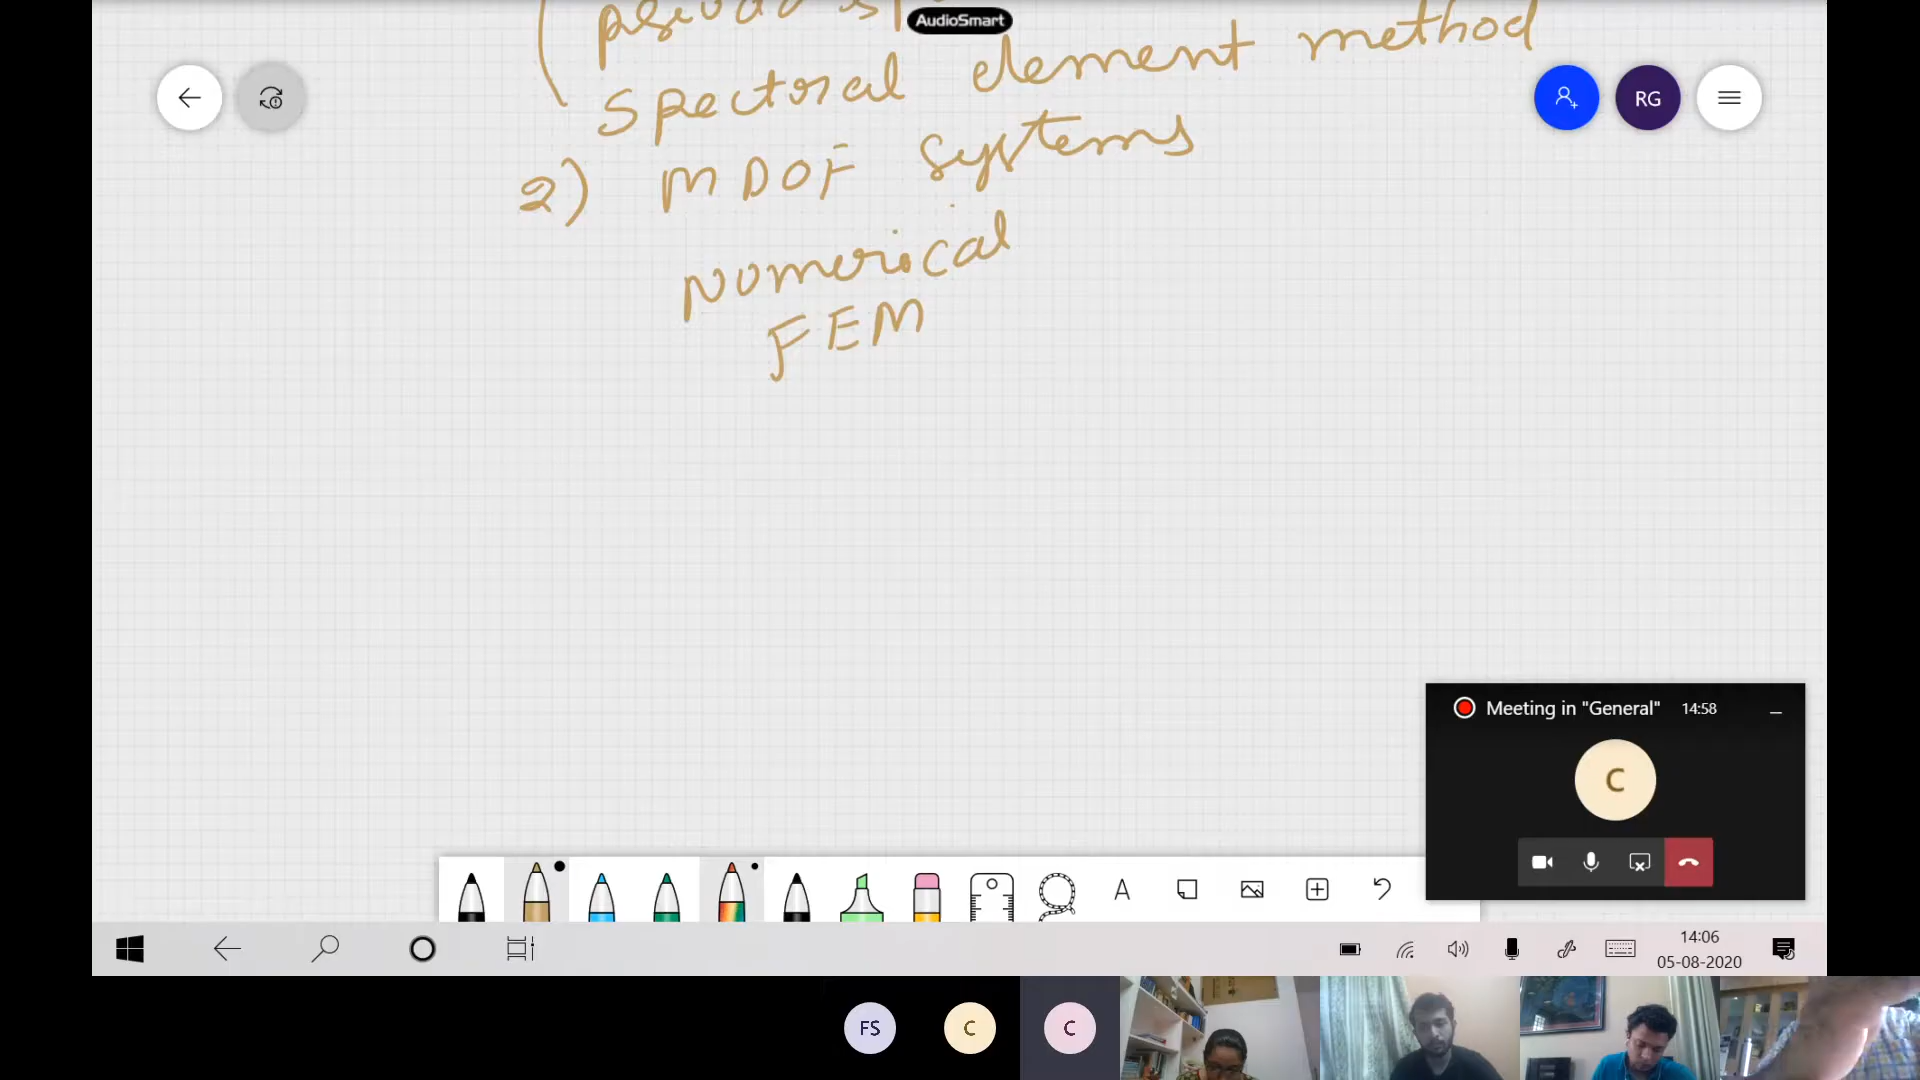 AudioSmart
spectral element method
RG
2) MDOF systems
Numerical
FEM
Meeting in "General" 14:58
C
A
14:06
05-08-2020
FS
C
C